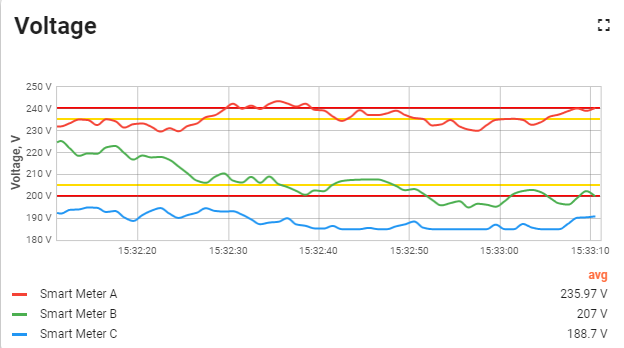 Voltage
Voltage, V
250 V
240 V
230 V
220 V
210 V
200 V
190 V
180 V
15:32:20 15:32:30 15:32:40 15:32:50 15:33:00 15:33:10
avg
Smart Meter A 235.97 V
Smart Meter B 207 V
Smart Meter C 188.7 V